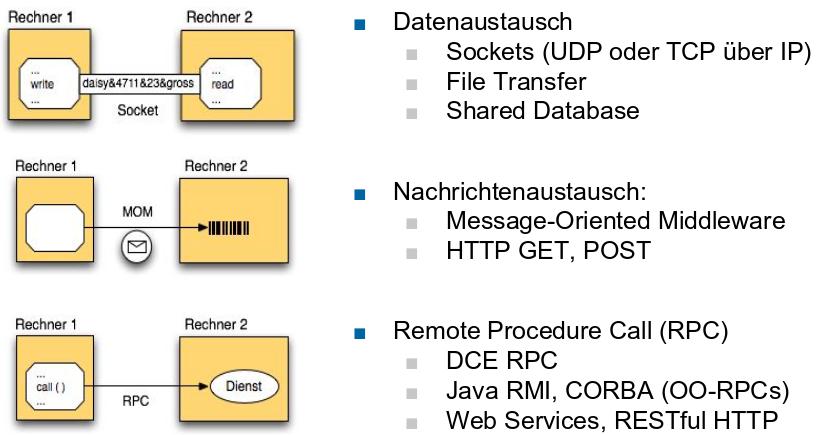 Rechner 1
Rechner 2
...
write
...
daisy&4711&23&gross
...
read
...
Socket
Datenaustausch
Sockets (UDP oder TCP über IP)
File Transfer
Shared Database
Rechner 1
Rechner 2
MOM
Nachrichtenaustausch:
Message-Oriented Middleware
HTTP GET, POST
Rechner 1
Rechner 2
...
call ( )
...
RPC
Dienst
Remote Procedure Call (RPC)
DCE RPC
Java RMI, CORBA (OO-RPCs)
Web Services, RESTful HTTP